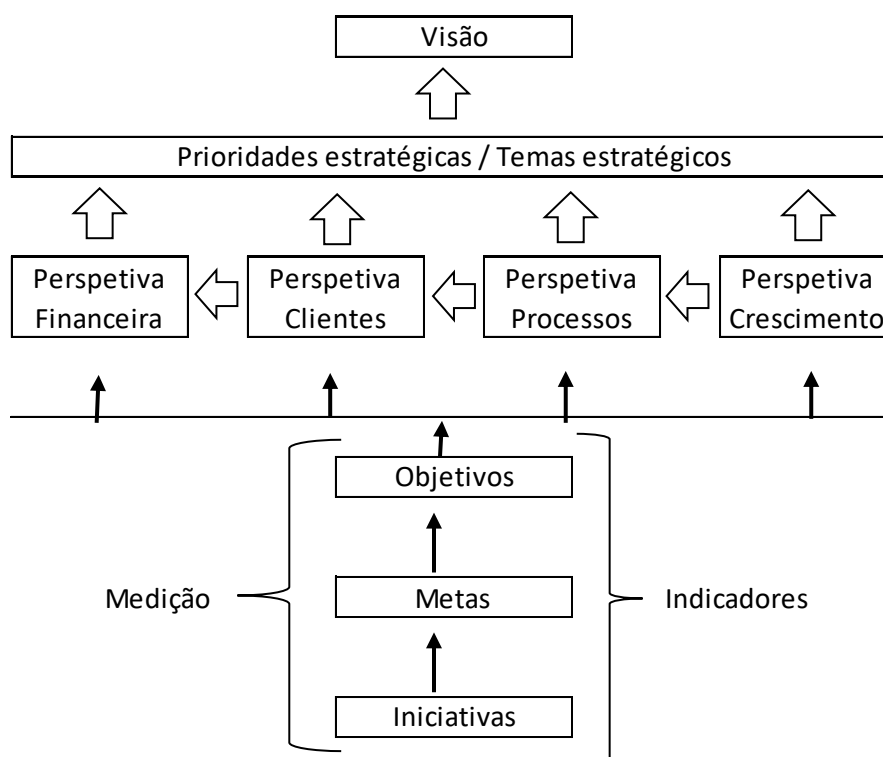 Visão
Prioridades estratégicas / Temas estratégicos
Perspetiva
Financeira
Perspetiva
Clientes
Perspetiva
Processos
Perspetiva
Crescimento
Objetivos
Medição
Metas
Indicadores
Iniciativas